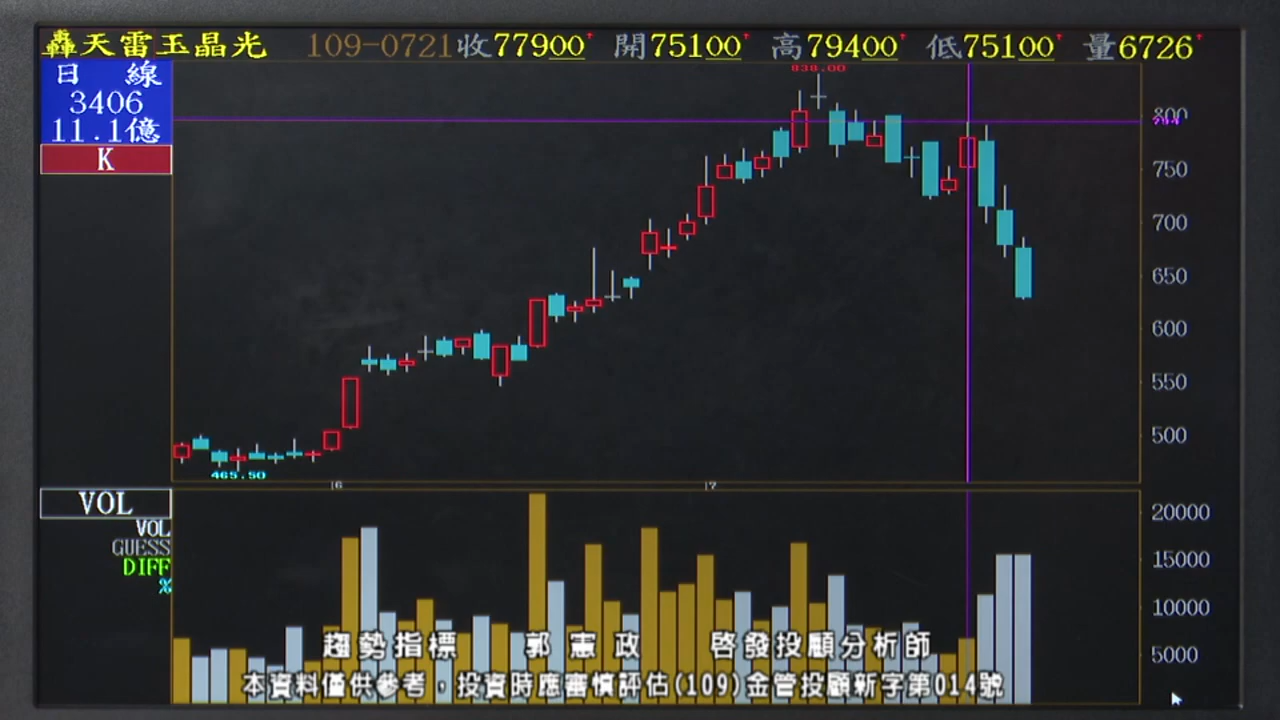 轟天雷玉晶光 109-0721 收77900↑ 開75100↑ 高79400↑ 低75100↑ 量6726↑
日 線
3406
11.1億
K
838.00
800
794
750
700
650
600
550
500
465.50
6 7
VOL
VOL
GUESS
DIFF
%
20000
15000
10000
5000
趨勢指標 郭憲政 啓發投顧分析師
本資料僅供參考，投資時應審慎評估(109)金管投顧新字第014號